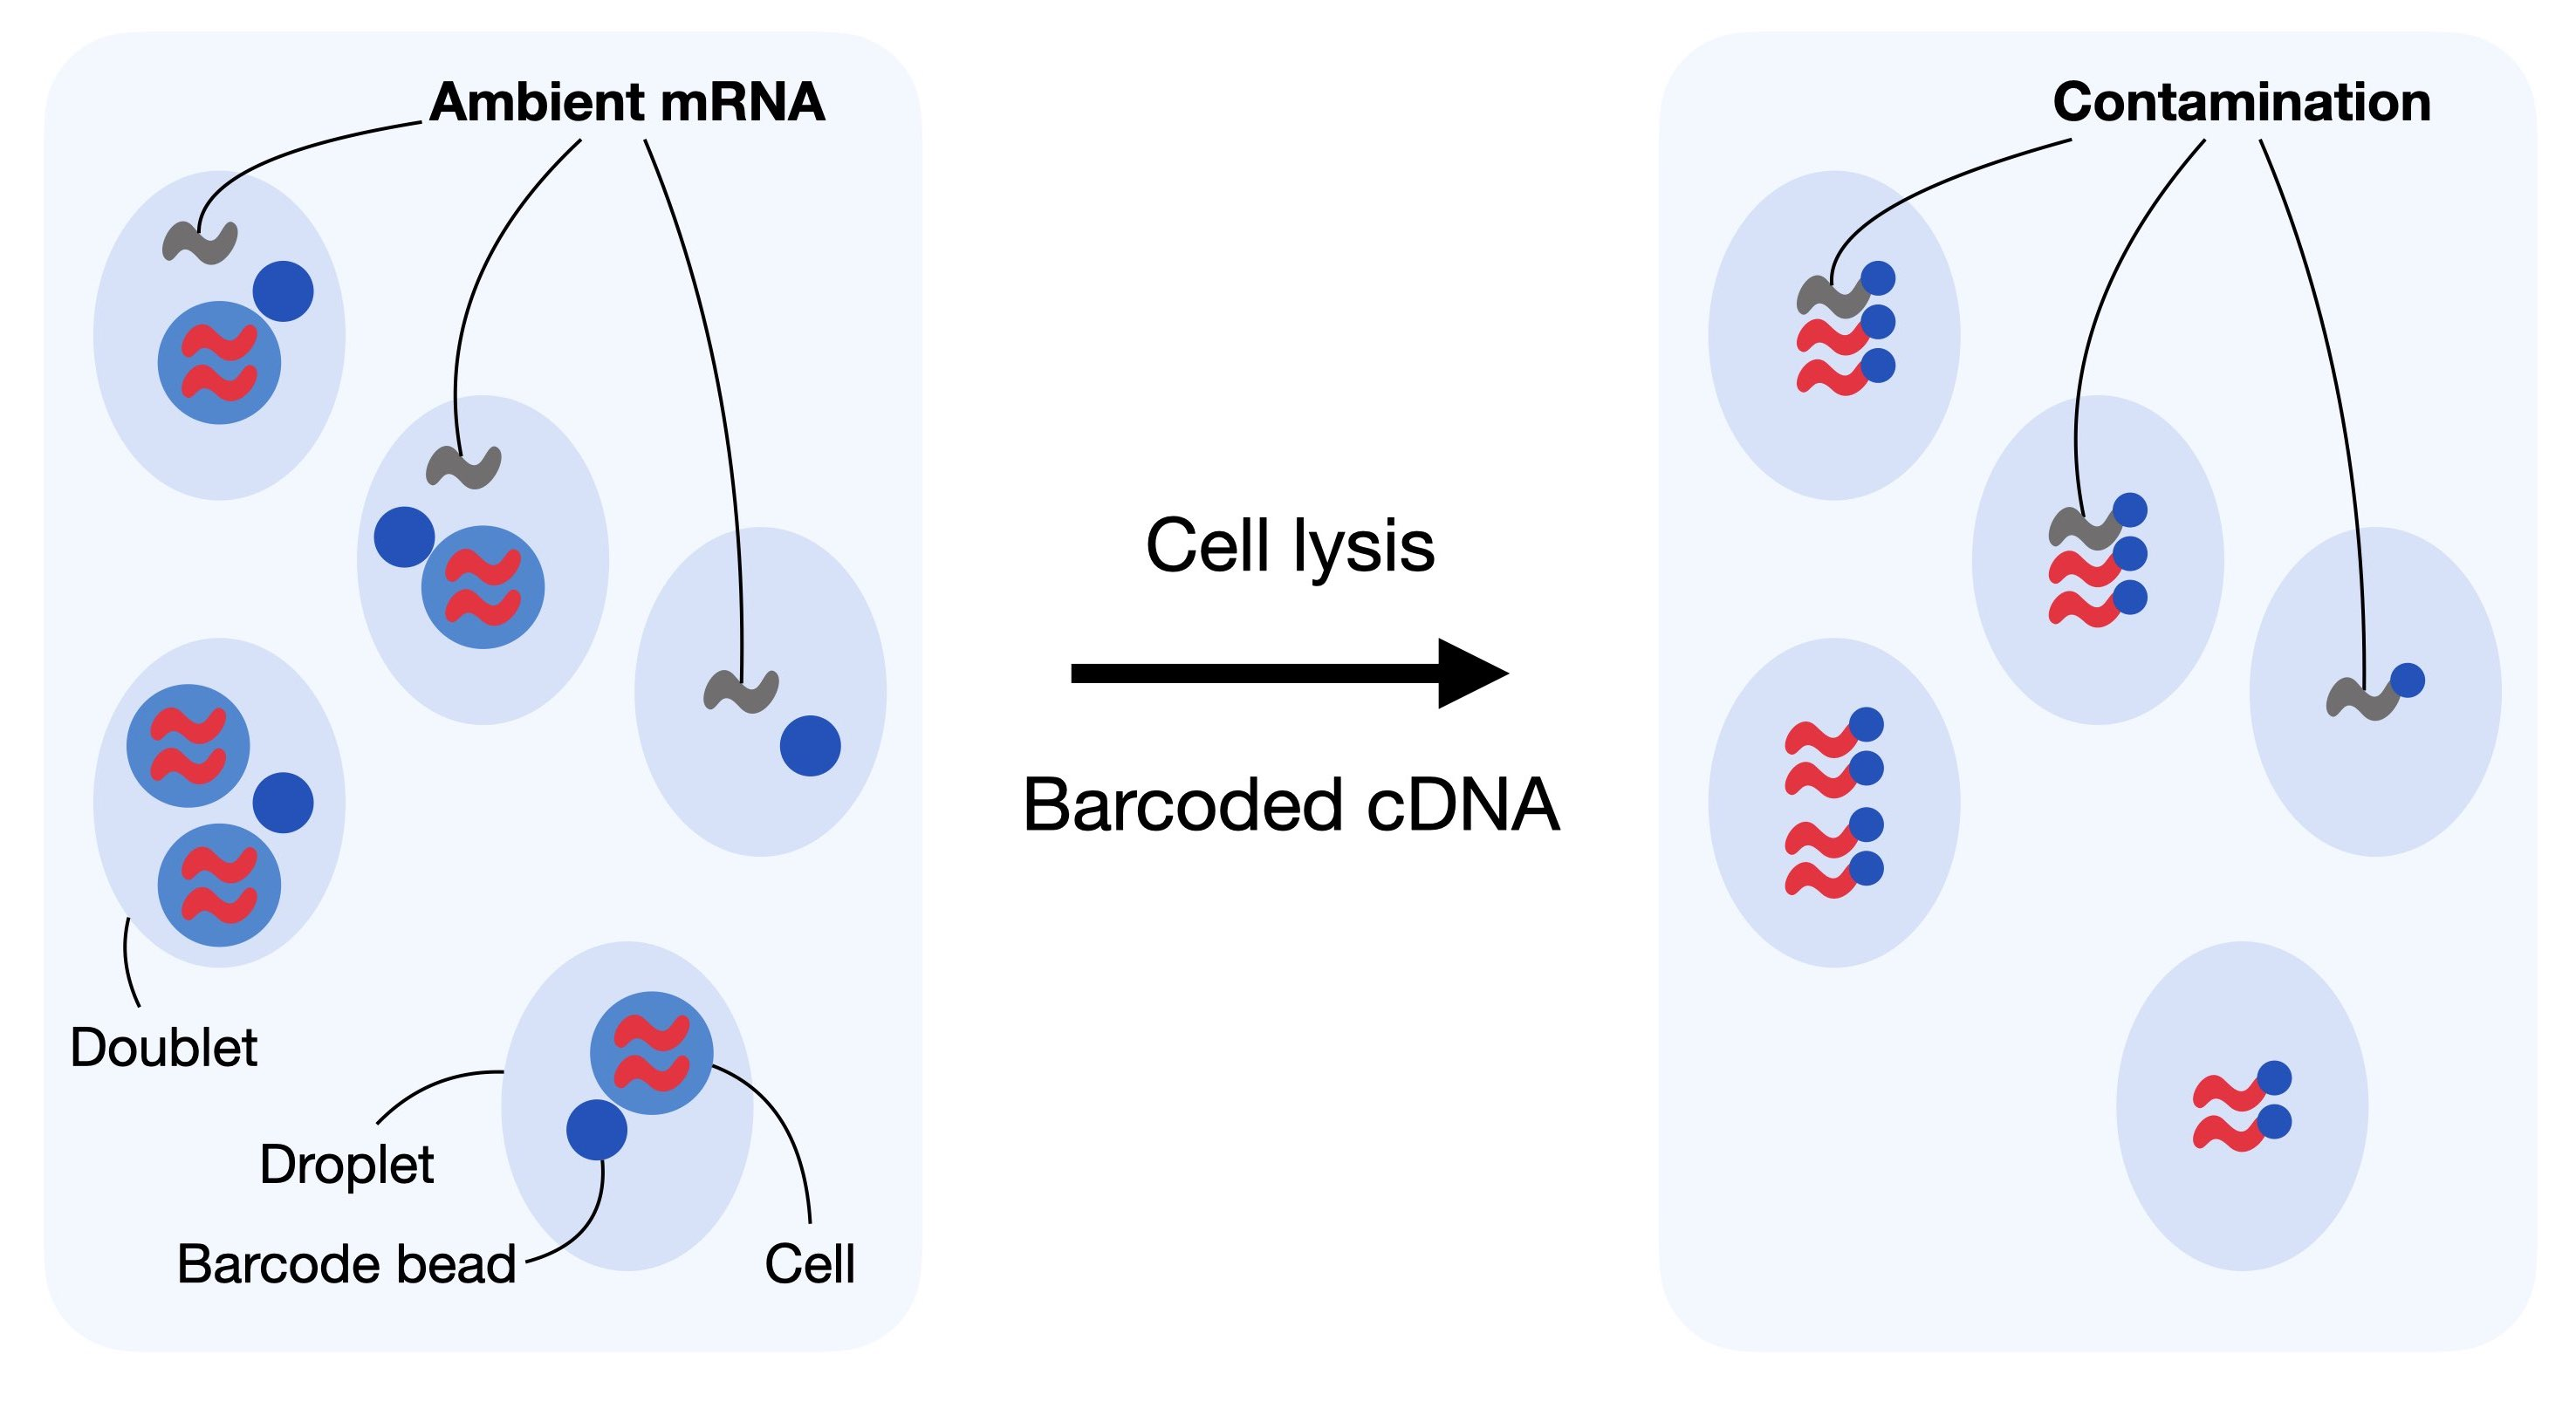 Ambient mRNA
Doublet
Droplet
Barcode bead
Cell
Cell lysis
Barcoded cDNA
Contamination